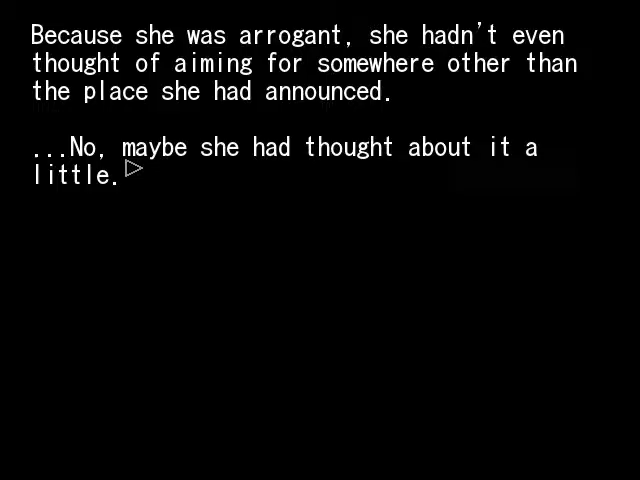 Because she was arrogant, she hadn't even
thought of aiming for somewhere other than
the place she had announced.
...No, maybe she had thought about it a
little.